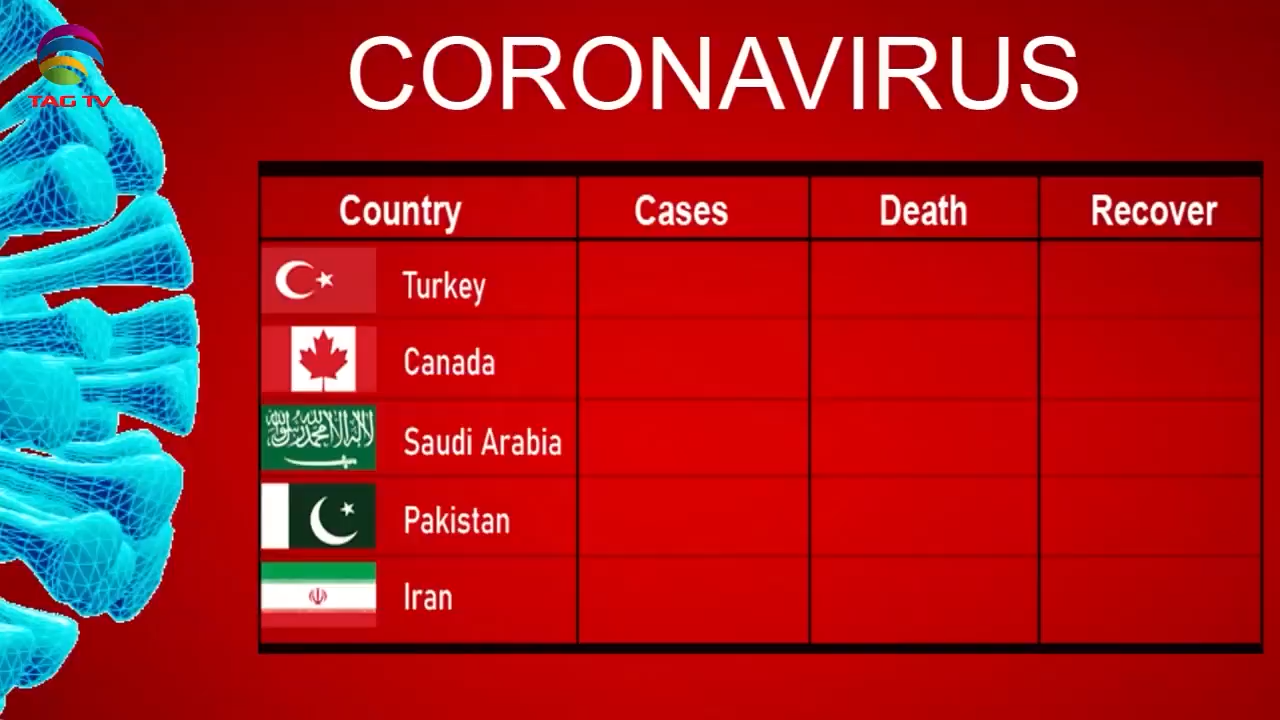 TAG TV
CORONAVIRUS
Country Cases Death Recover
Turkey
Canada
Saudi Arabia
Pakistan
Iran